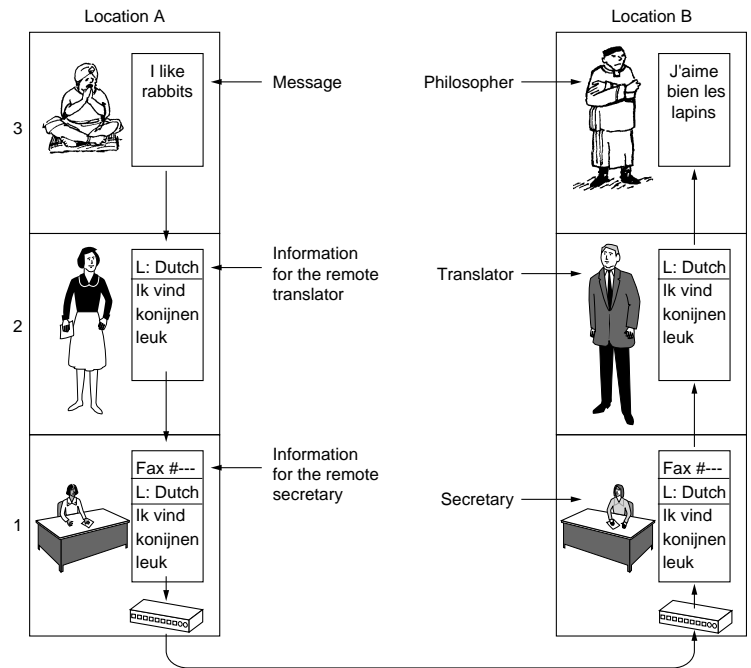 Location A
Location B
3
I like
rabbits
Message
Philosopher
J'aime
bien les
lapins
2
L: Dutch
Ik vind
konijnen
leuk
Information
for the remote
translator
Translator
L: Dutch
Ik vind
konijnen
leuk
1
Fax #---
L: Dutch
Ik vind
konijnen
leuk
Information
for the remote
secretary
Secretary
Fax #---
L: Dutch
Ik vind
konijnen
leuk